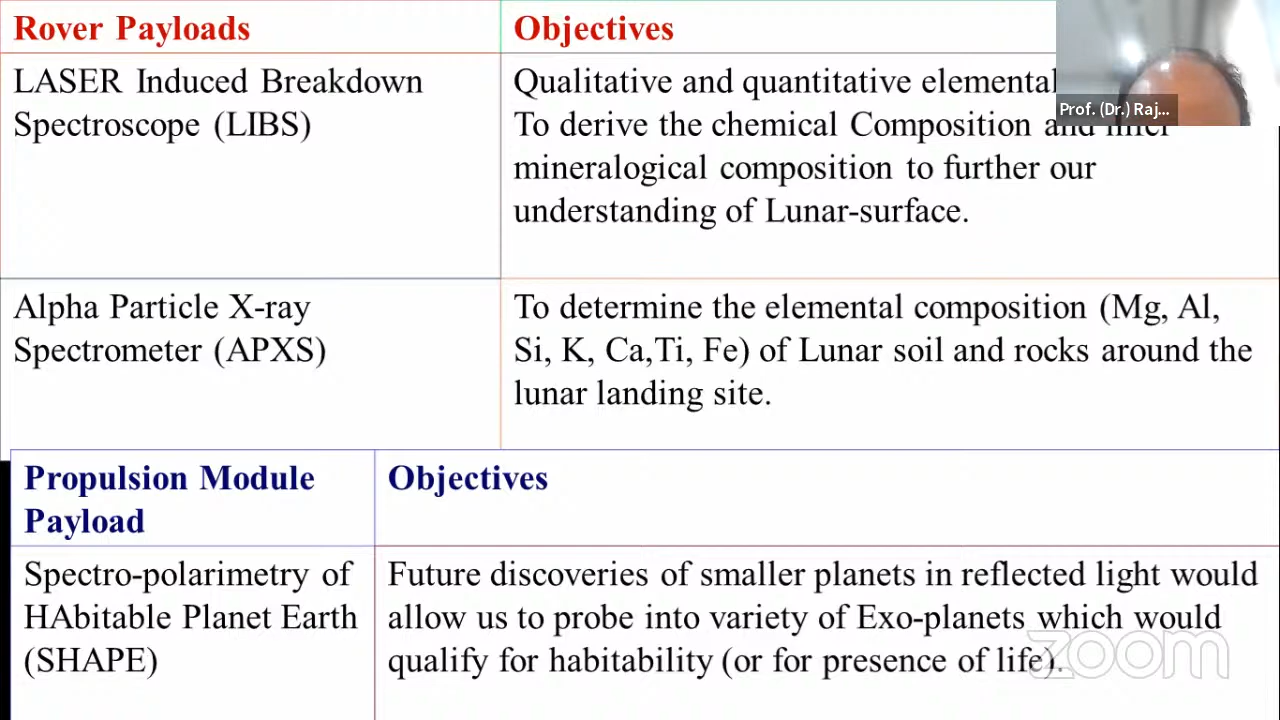 Rover Payloads
Objectives
LASER Induced Breakdown
Spectroscope (LIBS)
Qualitative and quantitative elemental
To derive the chemical Composition and infer
mineralogical composition to further our
understanding of Lunar-surface.
Alpha Particle X-ray
Spectrometer (APXS)
To determine the elemental composition (Mg, Al,
Si, K, Ca,Ti, Fe) of Lunar soil and rocks around the
lunar landing site.
Propulsion Module
Payload
Objectives
Spectro-polarimetry of
HAbitable Planet Earth
(SHAPE)
Future discoveries of smaller planets in reflected light would
allow us to probe into variety of Exo-planets which would
qualify for habitability (or for presence of life).
Prof. (Dr.) Raj...
zoom